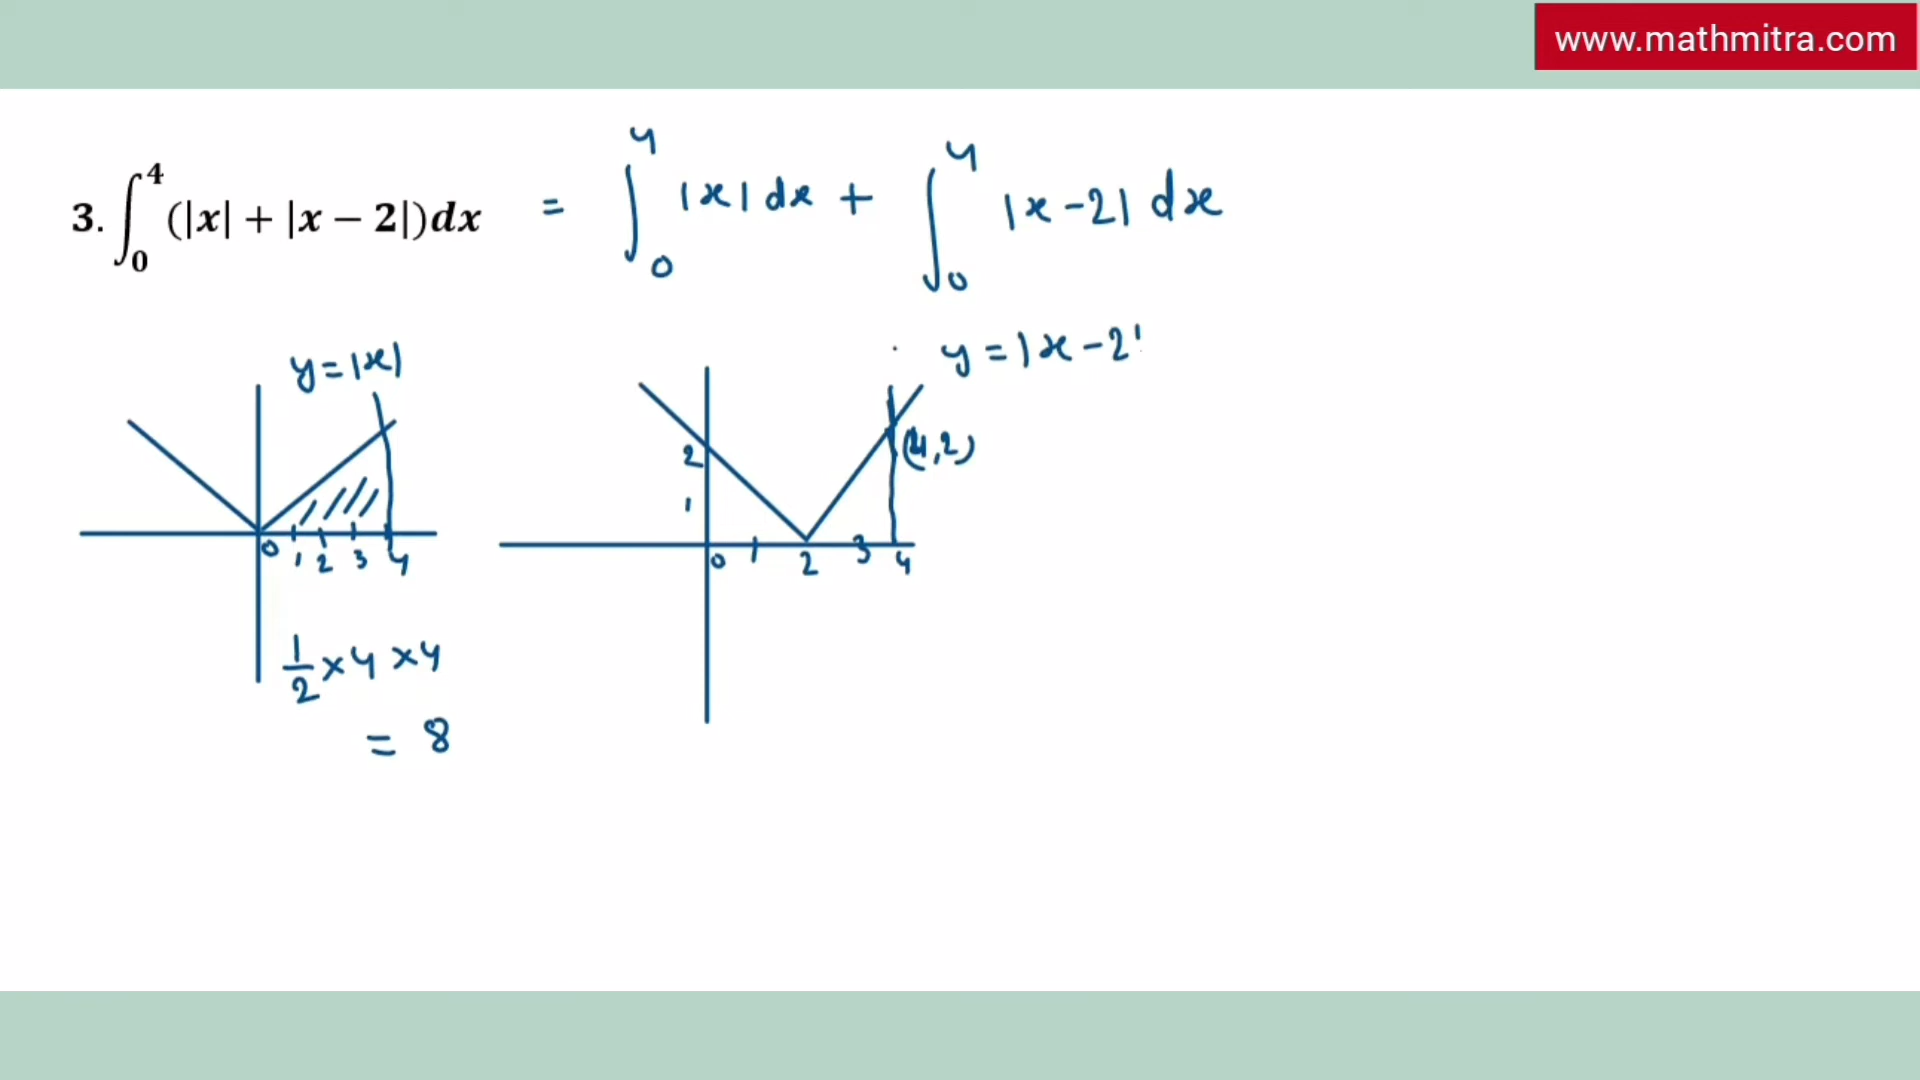 www.mathmitra.com
3. ∫₀⁴ (|x| + |x − 2|)dx = ∫₀⁴ |x| dx + ∫₀⁴ |x-2| dx
y = |x|
0 1 2 3 4
1/2 × 4 × 4
= 8
y = |x-2|
(4,2)
2
1
0 1 2 3 4